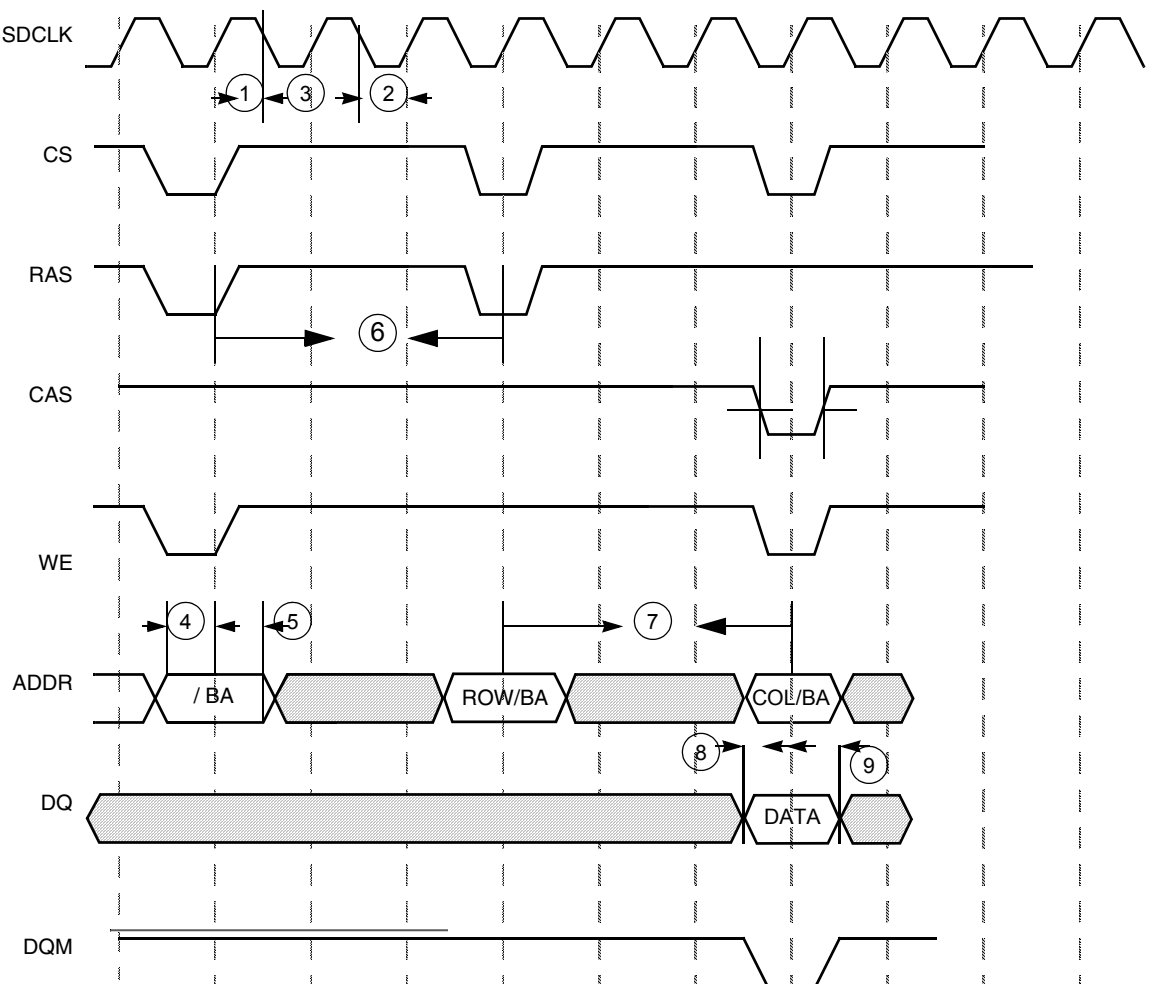 SDCLK
1 3 2
CS
RAS
6
CAS
WE
4 5 7
ADDR / BA ROW/BA COL/BA
8 9
DQ DATA
DQM